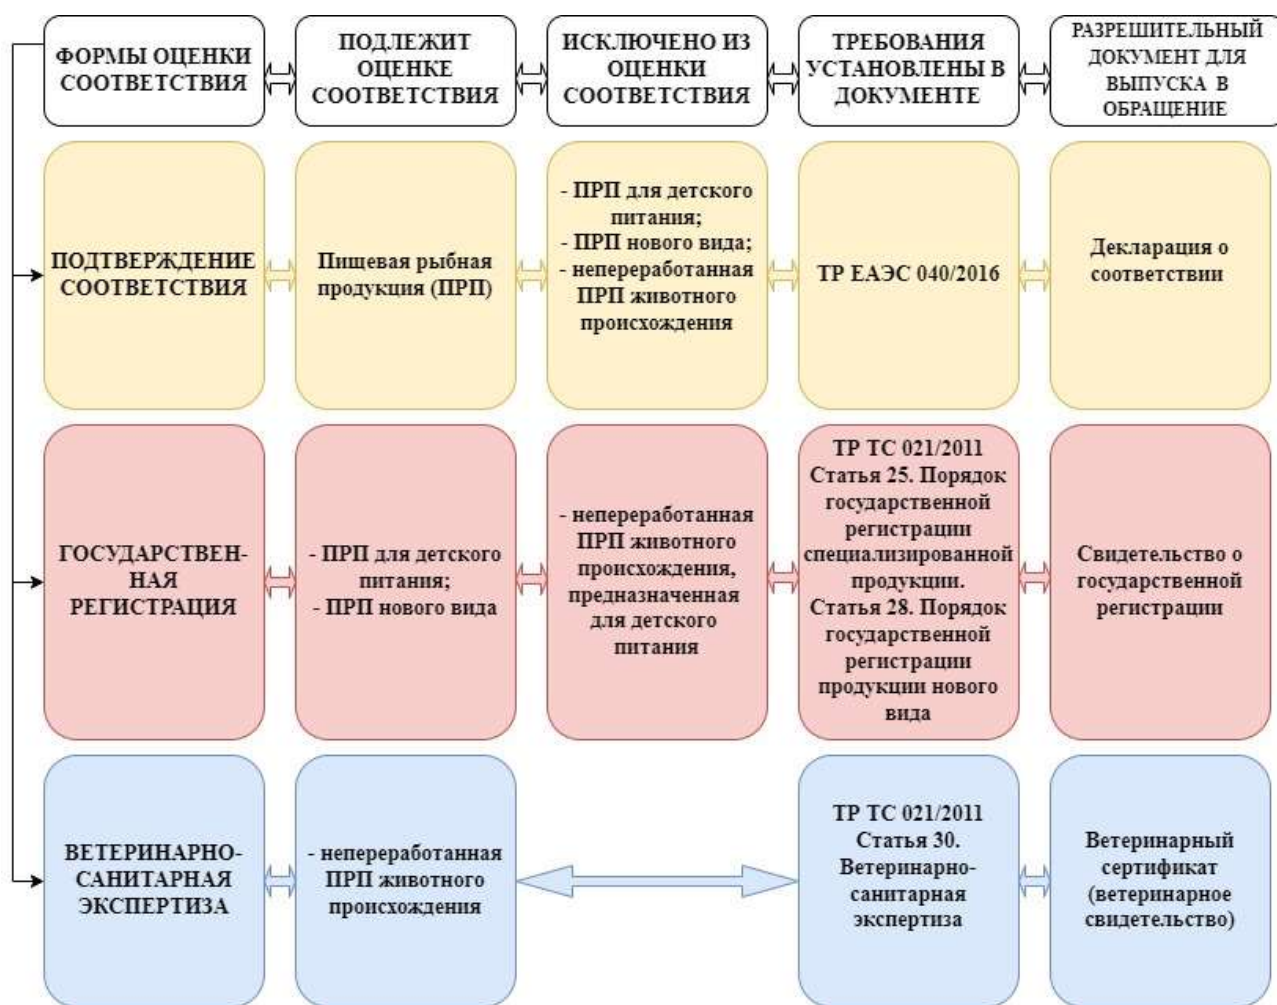 ФОРМЫ ОЦЕНКИ
СООТВЕТСТВИЯ
ПОДЛЕЖИТ
ОЦЕНКЕ
СООТВЕТСТВИЯ
ИСКЛЮЧЕНО ИЗ
ОЦЕНКИ
СООТВЕТСТВИЯ
ТРЕБОВАНИЯ
УСТАНОВЛЕНЫ В
ДОКУМЕНТЕ
РАЗРЕШИТЕЛЬНЫЙ
ДОКУМЕНТ ДЛЯ
ВЫПУСКА В
ОБРАЩЕНИЕ
ПОДТВЕРЖДЕНИЕ
СООТВЕТСТВИЯ
Пищевая рыбная
продукция (ПРП)
- ПРП для детского
питания;
- ПРП нового вида;
- непереработанная
ПРП животного
происхождения
ТР ЕАЭС 040/2016
Декларация о
соответствии
ГОСУДАРСТВЕН-
НАЯ
РЕГИСТРАЦИЯ
- ПРП для детского
питания;
- ПРП нового вида
- непереработанная
ПРП животного
происхождения,
предназначенная
для детского
питания
ТР ТС 021/2011
Статья 25. Порядок
государственной
регистрации
специализированной
продукции.
Статья 28. Порядок
государственной
регистрации
продукции нового
вида
Свидетельство о
государственной
регистрации
ВЕТЕРИНАРНО-
САНИТАРНАЯ
ЭКСПЕРТИЗА
- непереработанная
ПРП животного
происхождения
ТР ТС 021/2011
Статья 30.
Ветеринарно-
санитарная
экспертиза
Ветеринарный
сертификат
(ветеринарное
свидетельство)